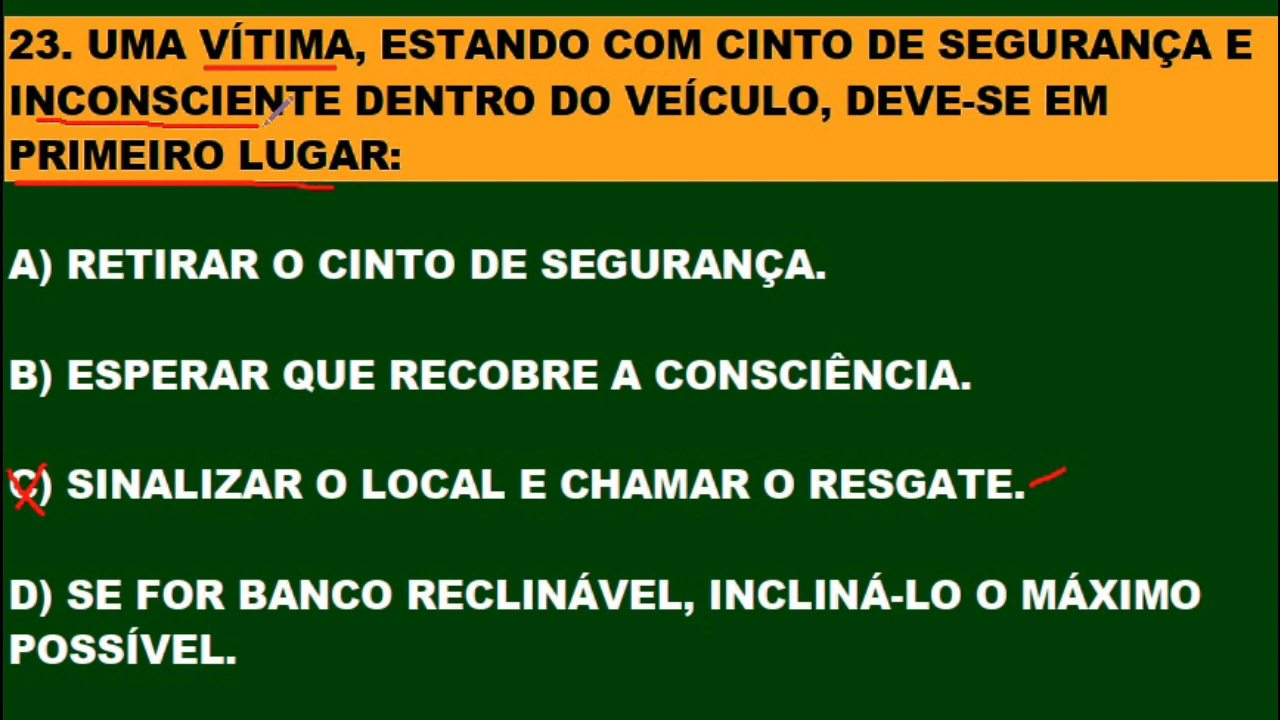 23. UMA VÍTIMA, ESTANDO COM CINTO DE SEGURANÇA E
INCONSCIENTE DENTRO DO VEÍCULO, DEVE-SE EM
PRIMEIRO LUGAR:
A) RETIRAR O CINTO DE SEGURANÇA.
B) ESPERAR QUE RECOBRE A CONSCIÊNCIA.
C) SINALIZAR O LOCAL E CHAMAR O RESGATE.
D) SE FOR BANCO RECLINÁVEL, INCLINÁ-LO O MÁXIMO
POSSÍVEL.